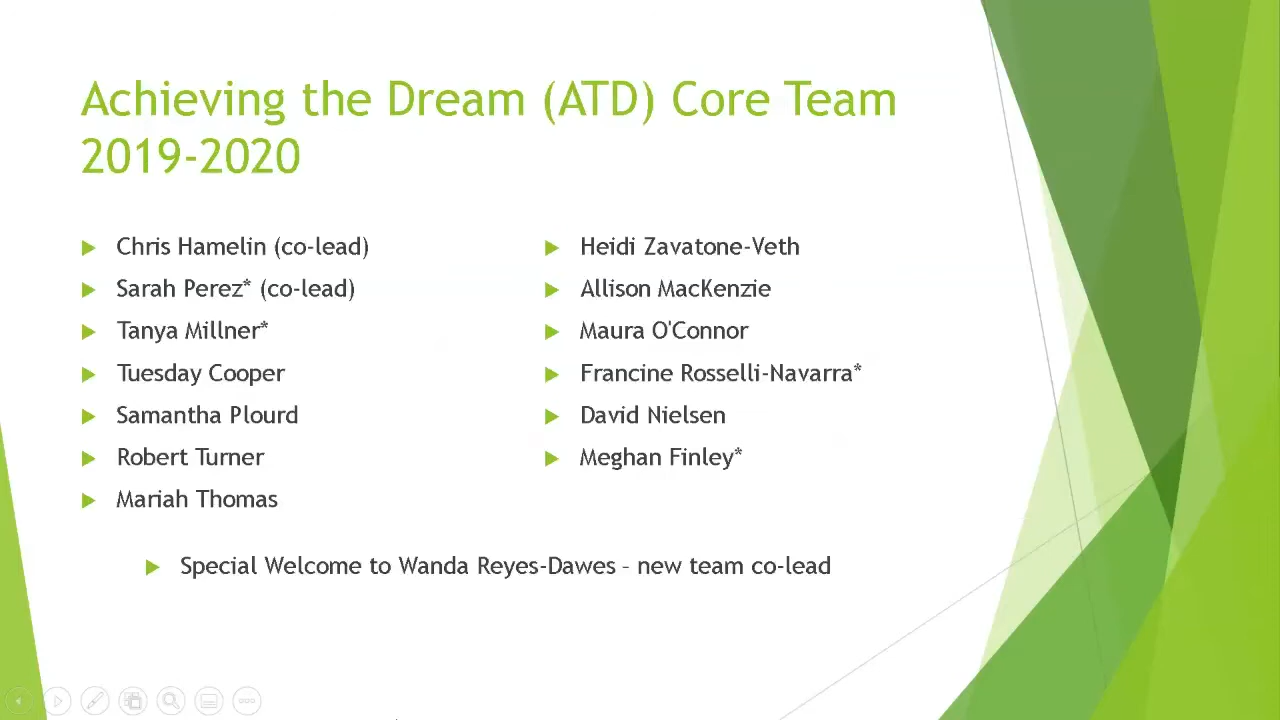 Achieving the Dream (ATD) Core Team
2019-2020
Chris Hamelin (co-lead)
Sarah Perez* (co-lead)
Tanya Millner*
Tuesday Cooper
Samantha Plourd
Robert Turner
Mariah Thomas
Heidi Zavatone-Veth
Allison MacKenzie
Maura O'Connor
Francine Rosselli-Navarra*
David Nielsen
Meghan Finley*
Special Welcome to Wanda Reyes-Dawes – new team co-lead